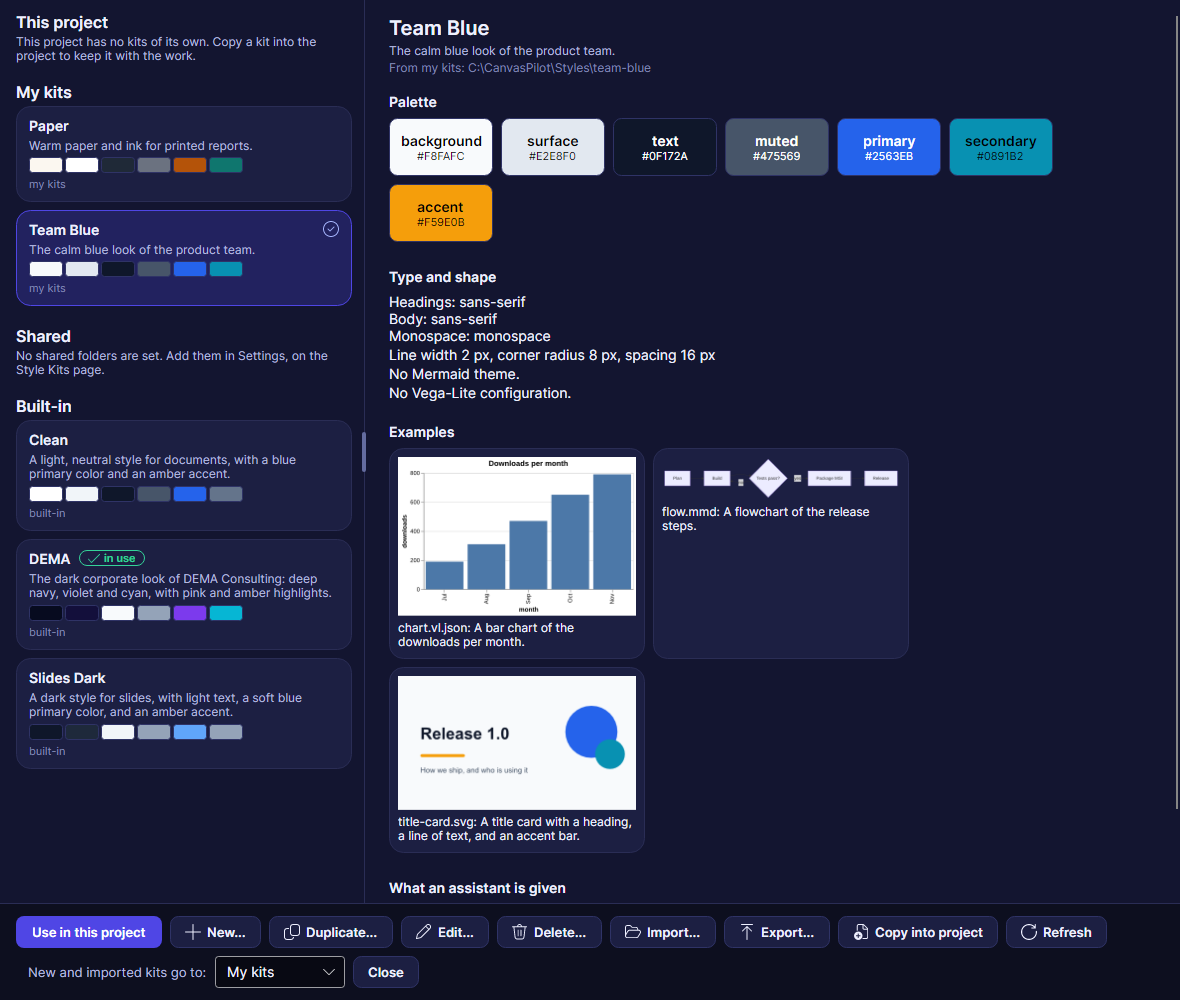 This project
This project has no kits of its own. Copy a kit into the
project to keep it with the work.
My kits
Paper
Warm paper and ink for printed reports.
my kits
Team Blue
The calm blue look of the product team.
my kits
Shared
No shared folders are set. Add them in Settings, on the
Style Kits page.
Built-in
Clean
A light, neutral style for documents, with a blue
primary color and an amber accent.
built-in
DEMA
in use
The dark corporate look of DEMA Consulting: deep
navy, violet and cyan, with pink and amber highlights.
built-in
Slides Dark
A dark style for slides, with light text, a soft blue
primary color, and an amber accent.
built-in
Team Blue
The calm blue look of the product team.
From my kits: C:\CanvasPilot\Styles\team-blue
Palette
background
#F8FAFC
surface
#E2E8F0
text
#0F172A
muted
#475569
primary
#2563EB
secondary
#0891B2
accent
#F59E0B
Type and shape
Headings: sans-serif
Body: sans-serif
Monospace: monospace
Line width 2 px, corner radius 8 px, spacing 16 px
No Mermaid theme.
No Vega-Lite configuration.
Examples
Downloads per month
downloads
800
600
400
200
0
Jul
Aug
Sep
Oct
Nov
month
chart.vl.json: A bar chart of the
downloads per month.
Plan
Build
Tests pass?
Release
flow.mmd: A flowchart of the release
steps.
Release 1.0
How we ship, and who is using it
title-card.svg: A title card with a heading,
a line of text, and an accent bar.
What an assistant is given
Use in this project
New...
Duplicate...
Edit...
Delete...
Import...
Export...
Copy into project
Refresh
New and imported kits go to:
My kits
Close